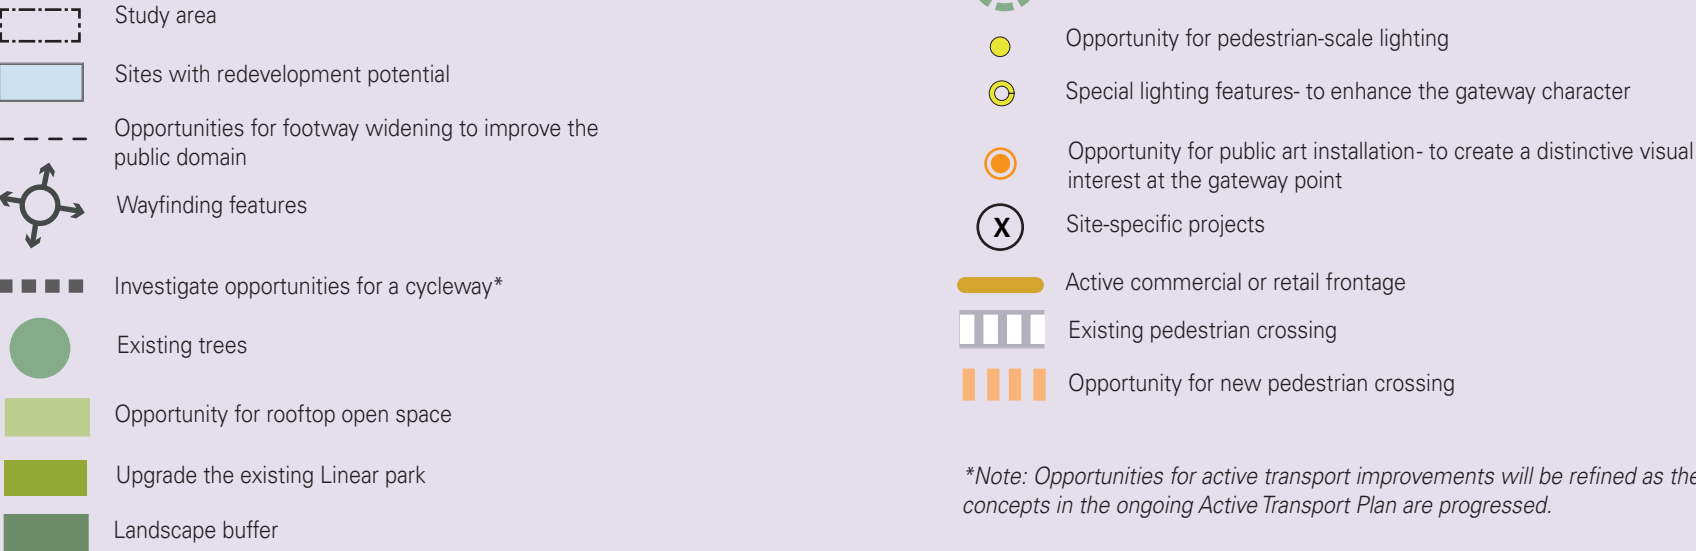 Study area
Sites with redevelopment potential
Opportunities for footway widening to improve the
public domain
Wayfinding features
Investigate opportunities for a cycleway*
Existing trees
Opportunity for rooftop open space
Upgrade the existing Linear park
Landscape buffer
Opportunity for pedestrian-scale lighting
Special lighting features- to enhance the gateway character
Opportunity for public art installation- to create a distinctive visual
interest at the gateway point
X
Site-specific projects
Active commercial or retail frontage
Existing pedestrian crossing
Opportunity for new pedestrian crossing
*Note: Opportunities for active transport improvements will be refined as the
concepts in the ongoing Active Transport Plan are progressed.